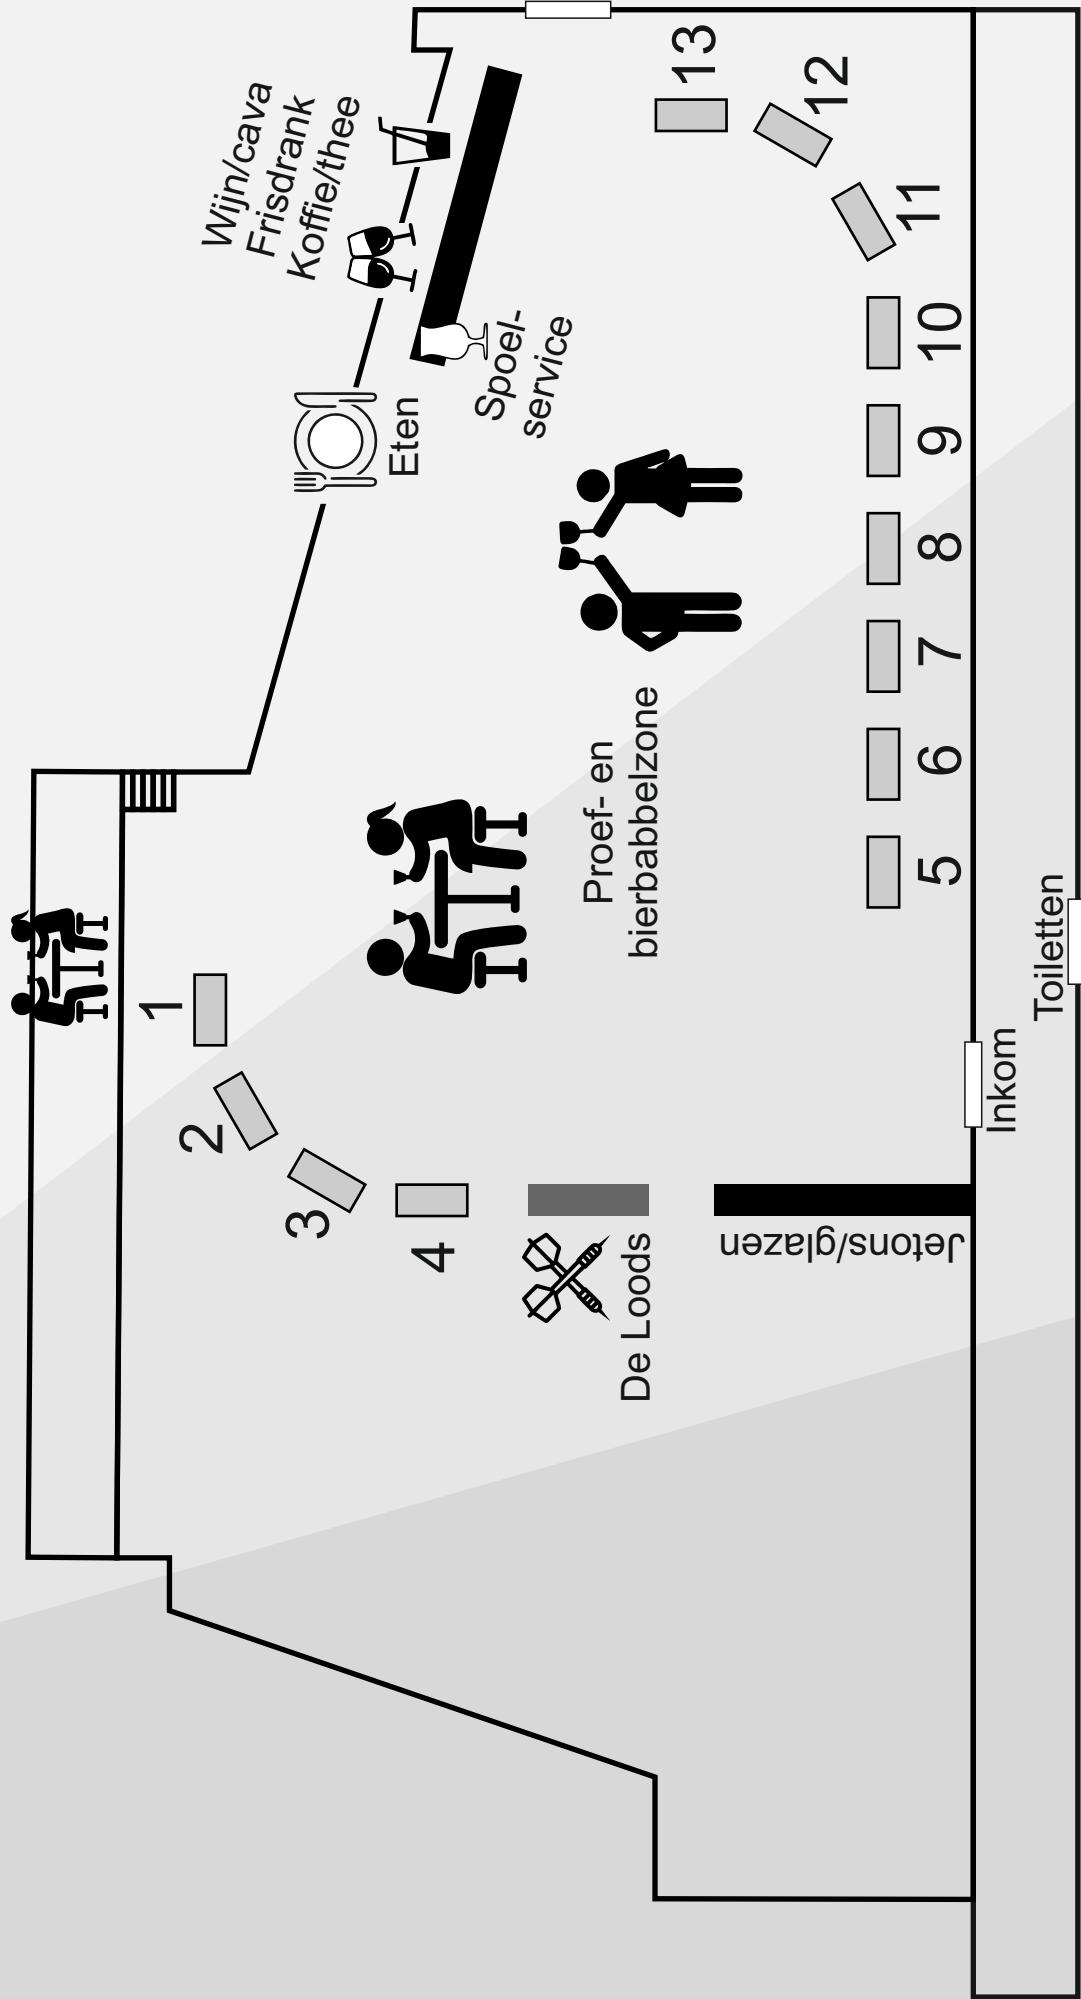 Wijn/cava
Frisdrank
Koffie/thee
Eten
Spoel-
service
1
2
3
4
De Loods
Jetons/glazen
Proef- en
bierbabbelzone
5
6
7
8
9
10
11
12
13
Inkom
Toiletten